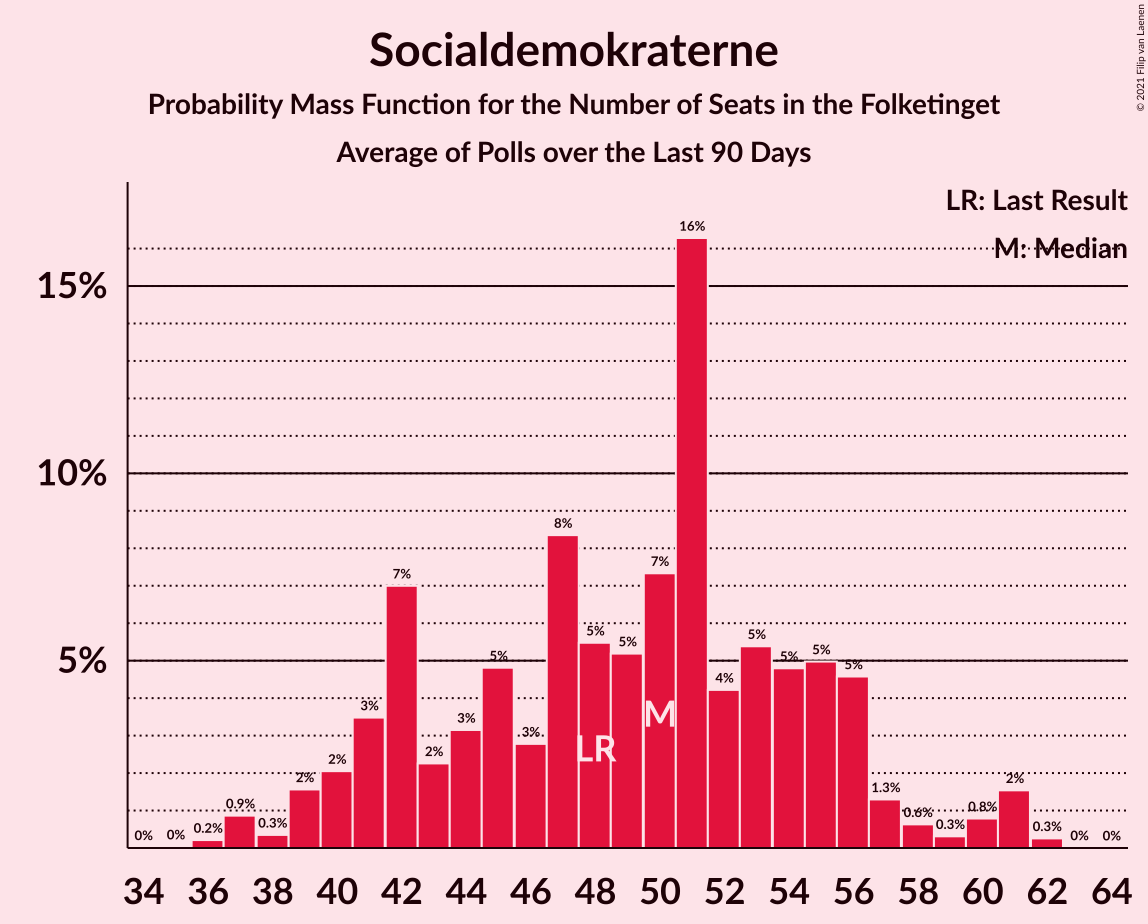 Socialdemokraterne
Probability Mass Function for the Number of Seats in the Folketinget
Average of Polls over the Last 90 Days
© 2021 Filip van Laenen
LR: Last Result
M: Median
15%
10%
5%
0% 0% 0.2% 0.9% 0.3% 2% 2% 3% 7% 2% 3% 5% 3% 8% 5% 5% 7% 16% 4% 5% 5% 5% 5% 1.3% 0.6% 0.3% 0.8% 2% 0.3% 0% 0%
LR M
34 36 38 40 42 44 46 48 50 52 54 56 58 60 62 64